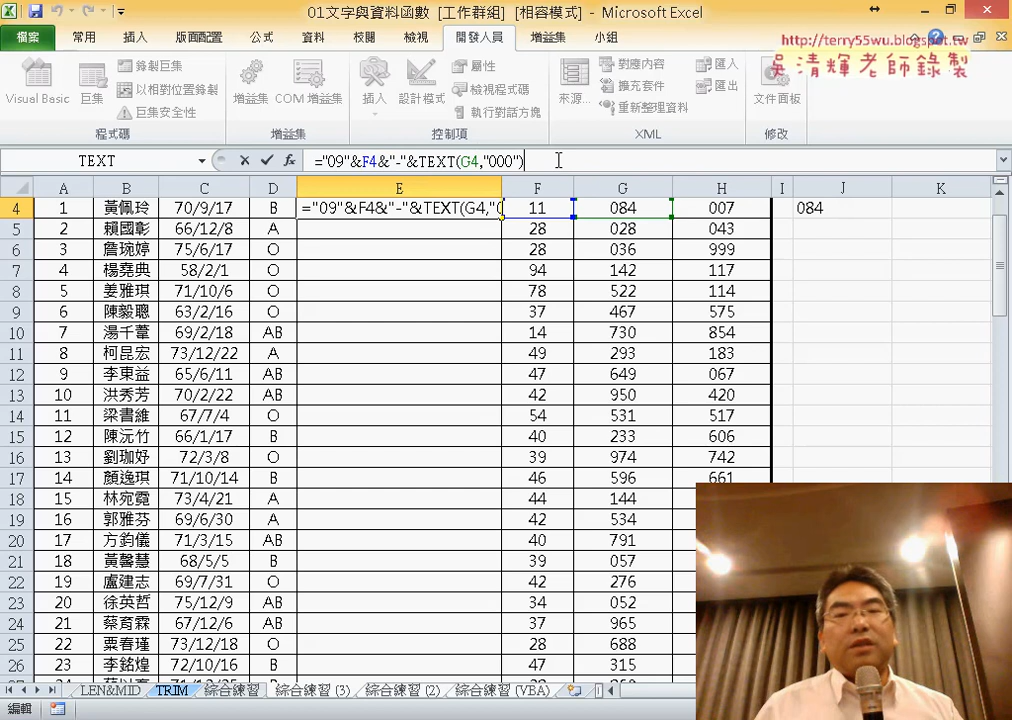 01文字與資料函數 [工作群組] [相容模式] - Microsoft Excel
檔案 常用 插入 版面配置 公式 資料 校閱 檢視 開發人員 增益集 小組
http://terry55wu.blogspot.tw
吳清輝老師錄製
Visual Basic 巨集 錄製巨集 以相對位置錄製 巨集安全性 增益集 COM 增益集 插入 設計模式 屬性 檢視程式碼 執行對話方塊 來源... 對應內容 擴充套件 重新整理資料 匯入 匯出 文件面板
程式碼 增益集 控制項 XML 修改
TEXT ="09"&F4&"-"&TEXT(G4,"000")
A B C D E F G H I J K
4 1 黃佩玲 70/9/17 B ="09"&F4&"-"&TEXT(G4,"0 11 084 007 084
5 2 賴國彰 66/12/8 A 28 028 043
6 3 詹琬婷 75/6/17 O 28 036 999
7 4 楊堯典 58/2/1 O 94 142 117
8 5 姜雅琪 71/10/6 O 78 522 114
9 6 陳毅聰 63/2/16 O 37 467 575
10 7 湯千葦 69/2/18 AB 14 730 854
11 8 柯昆宏 73/12/22 A 49 293 183
12 9 李東益 65/6/11 AB 47 649 067
13 10 洪秀芳 70/2/22 AB 42 950 420
14 11 梁書維 67/7/4 O 54 531 517
15 12 陳沅竹 66/1/17 B 40 233 606
16 13 劉珈妤 72/3/8 O 39 974 742
17 14 顏逸琪 71/10/14 B 46 596 661
18 15 林宛霓 73/4/21 A 44 144
19 16 郭雅芬 69/6/30 A 42 534
20 17 方鈞儀 71/3/15 AB 40 791
21 18 黃馨慧 68/5/5 B 39 057
22 19 盧建志 69/7/31 O 42 276
23 20 徐英哲 75/12/9 AB 34 052
24 21 蔡育霖 67/12/6 AB 37 965
25 22 粟春瑾 73/12/18 O 28 688
26 23 李銘煌 72/10/16 B 47 315
LEN&MID TRIM 綜合練習 綜合練習 (3) 綜合練習 (2) 綜合練習 (VBA)
編輯